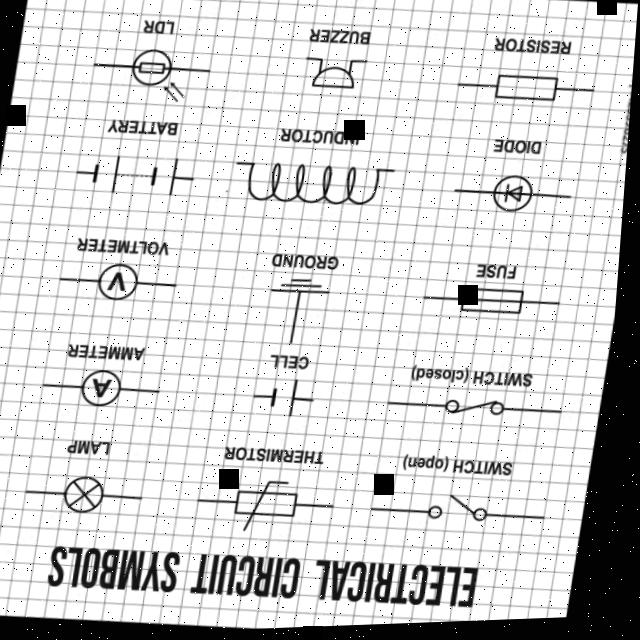 ELECTRICAL CIRCUIT SYMBOLS
SWITCH (open)
THERMISTOR
LAMP
A
SWITCH (closed)
CELL
AMMETER
V
FUSE
GROUND
VOLTMETER
DIODE
INDUCTOR
BATTERY
RESISTOR
BUZZER
LDR